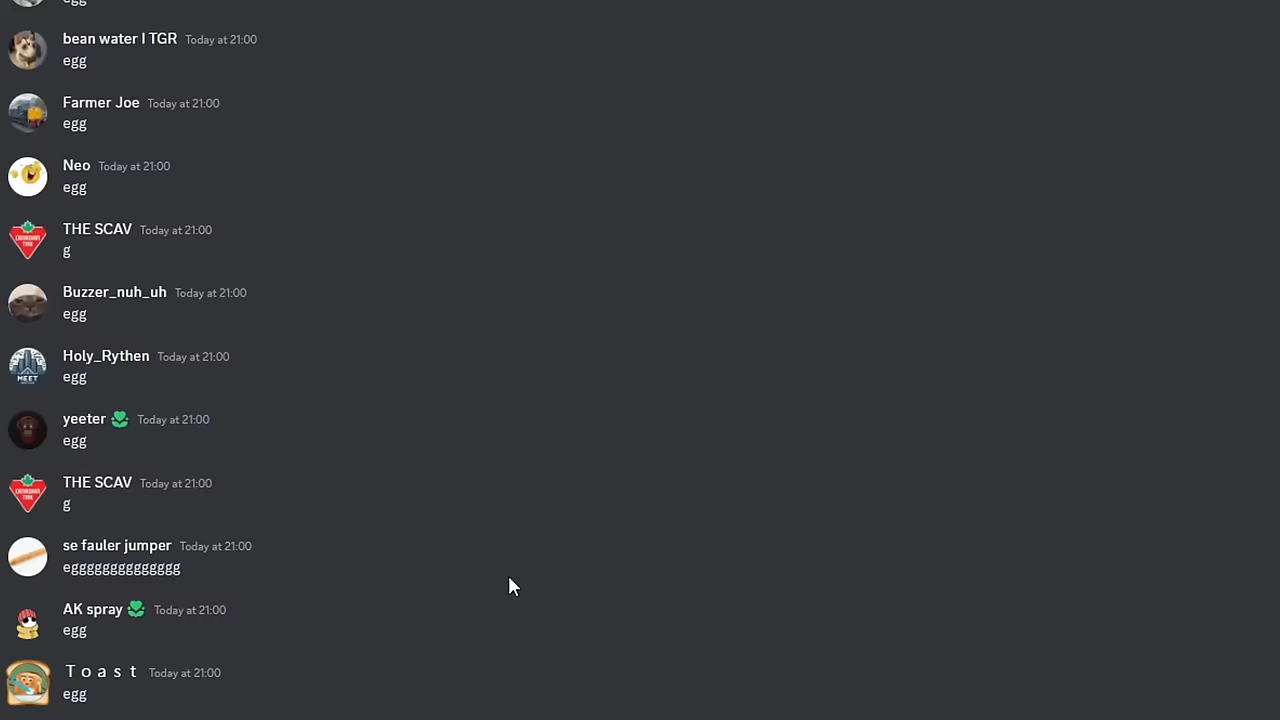 egg
bean water I TGR Today at 21:00
egg
Farmer Joe Today at 21:00
egg
Neo Today at 21:00
egg
THE SCAV Today at 21:00
g
Buzzer_nuh_uh Today at 21:00
egg
Holy_Rythen Today at 21:00
egg
yeeter Today at 21:00
egg
THE SCAV Today at 21:00
g
se fauler jumper Today at 21:00
eggggggggggggggg
AK spray Today at 21:00
egg
T o a s t Today at 21:00
egg